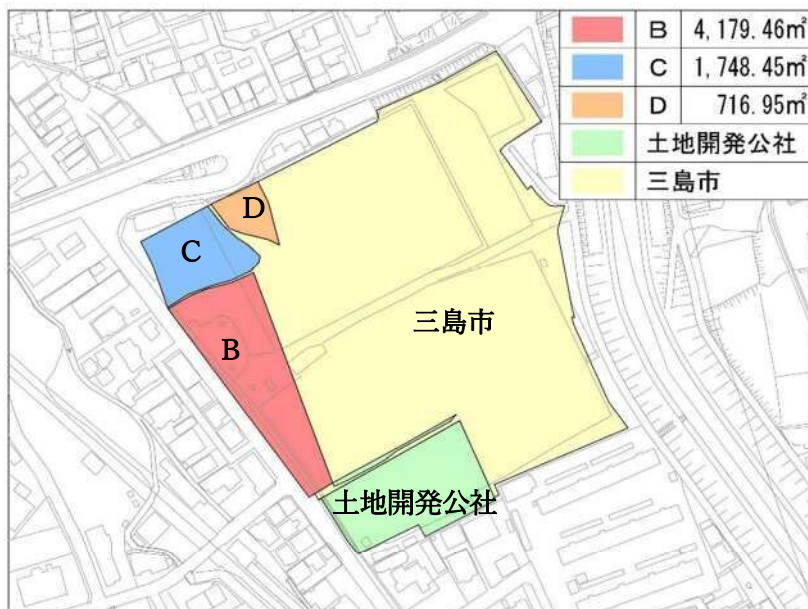 B 4,179.46㎡
C 1,748.45㎡
D 716.95㎡
土地開発公社
三島市
D
C
三島市
B
土地開発公社